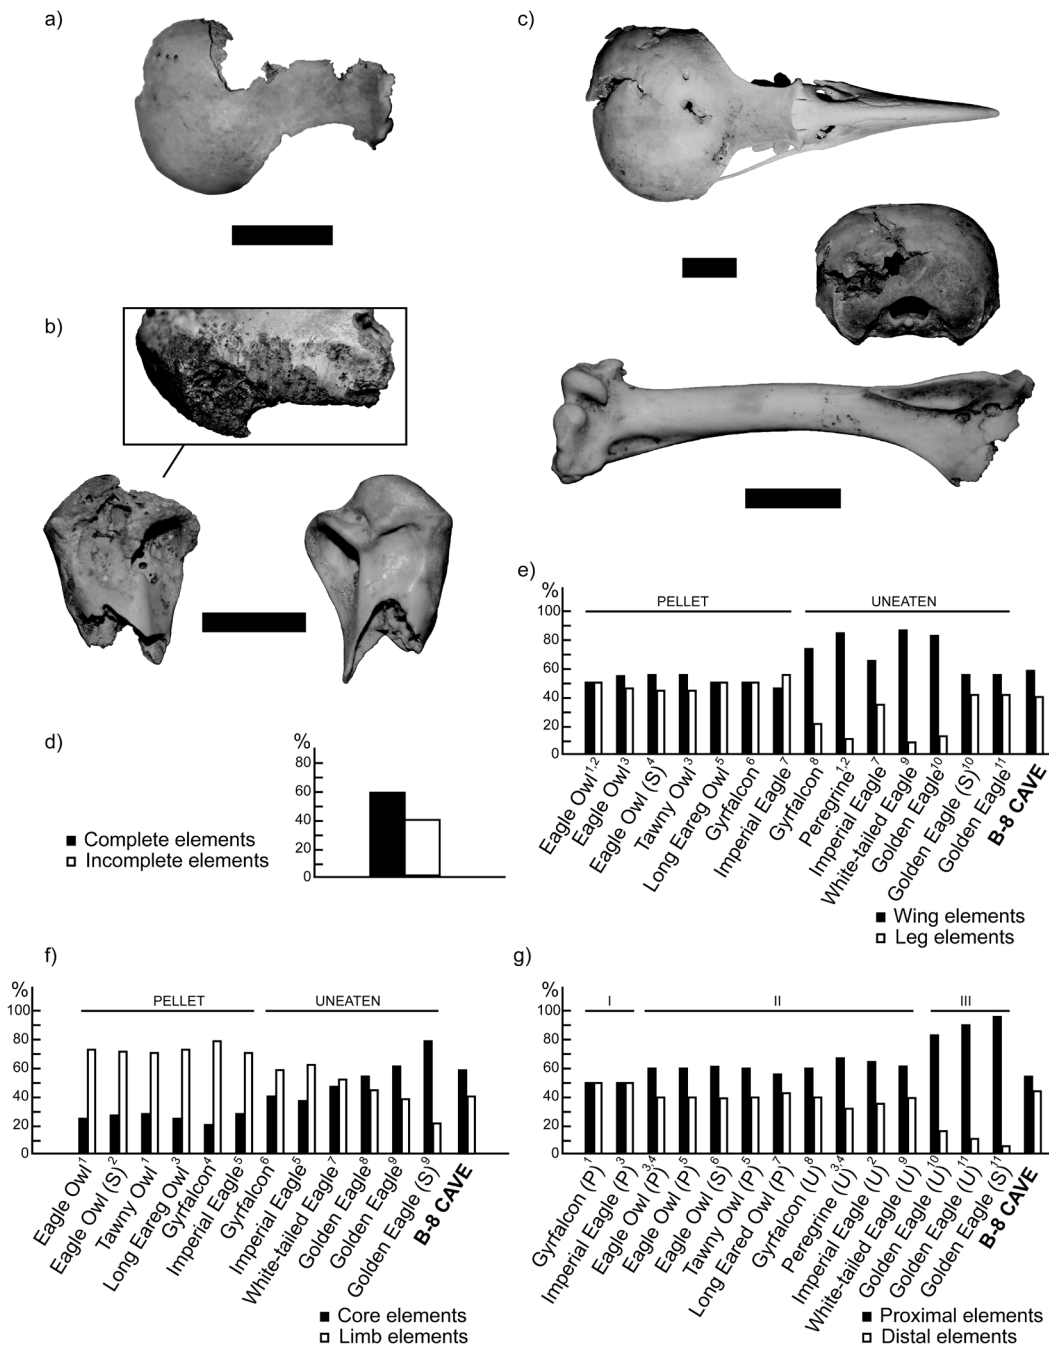 a)
c)
b)
d)
%
80
60
40
20
0
Complete elements
Incomplete elements
e)
%
100
80
60
40
20
0
PELLET
UNEATEN
Eagle Owl1,2
Eagle Owl3
Eagle Owl (S)4
Tawny Owl3
Long Eareg Owl5
Gyrfalcon6
Imperial Eagle7
Gyrfalcon8
Peregrine1,2
Imperial Eagle7
White-tailed Eagle9
Golden Eagle10
Golden Eagle (S)10
Golden Eagle11
B-8 CAVE
Wing elements
Leg elements
f)
%
100
80
60
40
20
0
PELLET
UNEATEN
Eagle Owl1
Eagle Owl (S)2
Tawny Owl1
Long Eareg Owl3
Gyrfalcon4
Imperial Eagle5
Gyrfalcon6
Imperial Eagle5
White-tailed Eagle7
Golden Eagle8
Golden Eagle9
Golden Eagle (S)9
B-8 CAVE
Core elements
Limb elements
g)
%
100
80
60
40
20
0
I
II
III
Gyrfalcon (P)1
Imperial Eagle (P)3
Eagle Owl (P)3,4
Eagle Owl (P)5
Eagle Owl (S)6
Tawny Owl (P)5
Long Eared Owl (P)7
Gyrfalcon (U)8
Peregrine (U)3,4
Imperial Eagle (U)2
White-tailed Eagle (U)9
Golden Eagle (U)10
Golden Eagle (U)11
Golden Eagle (S)11
B-8 CAVE
Proximal elements
Distal elements